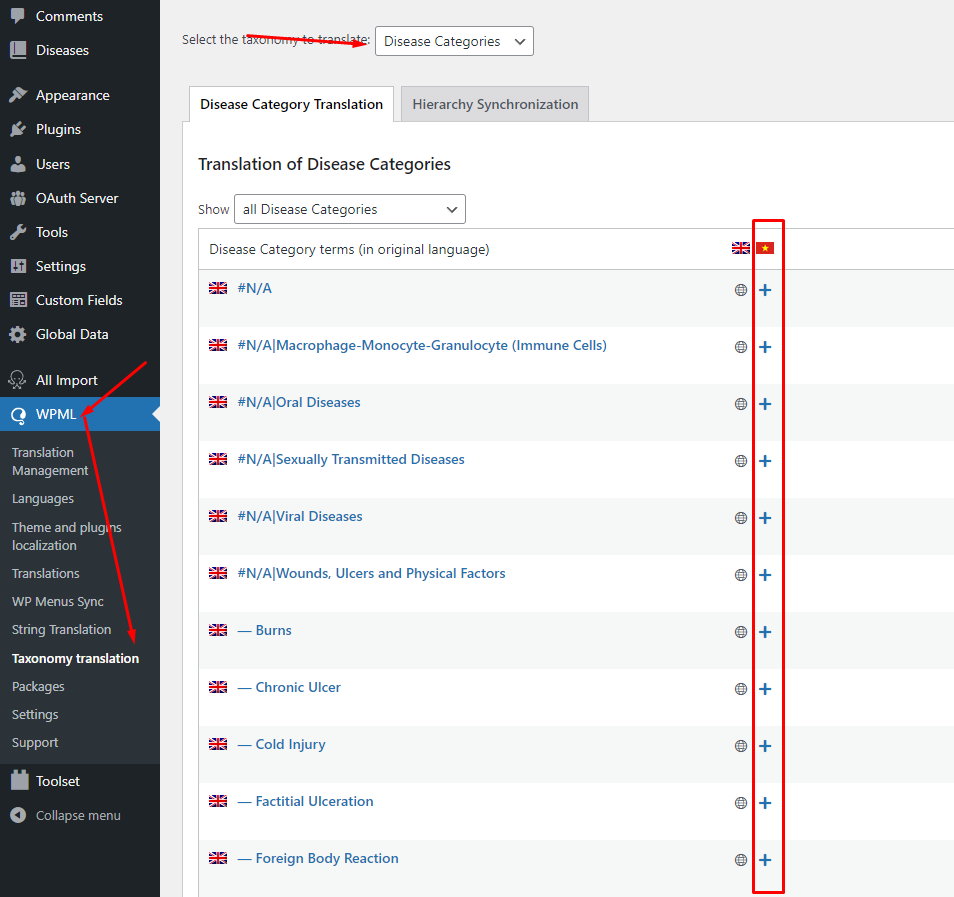 Comments
Diseases
Appearance
Plugins
Users
OAuth Server
Tools
Settings
Custom Fields
Global Data
All Import
WPML
Translation
Management
Languages
Theme and plugins
localization
Translations
WP Menus Sync
String Translation
Taxonomy translation
Packages
Settings
Support
Toolset
Collapse menu
Select the taxonomy to translate: Disease Categories
Disease Category Translation Hierarchy Synchronization
Translation of Disease Categories
Show all Disease Categories
Disease Category terms (in original language)
#N/A
#N/A|Macrophage-Monocyte-Granulocyte (Immune Cells)
#N/A|Oral Diseases
#N/A|Sexually Transmitted Diseases
#N/A|Viral Diseases
#N/A|Wounds, Ulcers and Physical Factors
— Burns
— Chronic Ulcer
— Cold Injury
— Factitial Ulceration
— Foreign Body Reaction